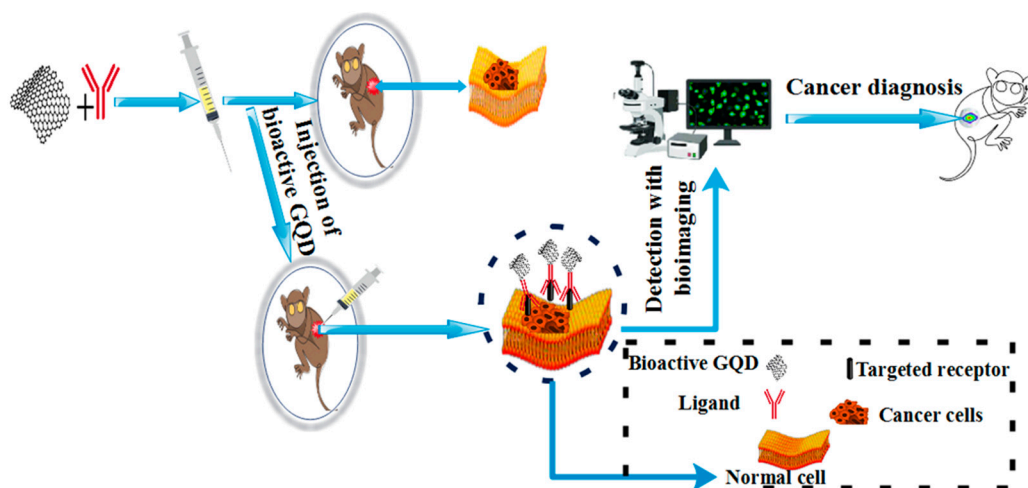 +
Injection of
bioactive GQD
Detection with
bioimaging
Cancer diagnosis
Bioactive GQD
Targeted receptor
Ligand
Cancer cells
Normal cell